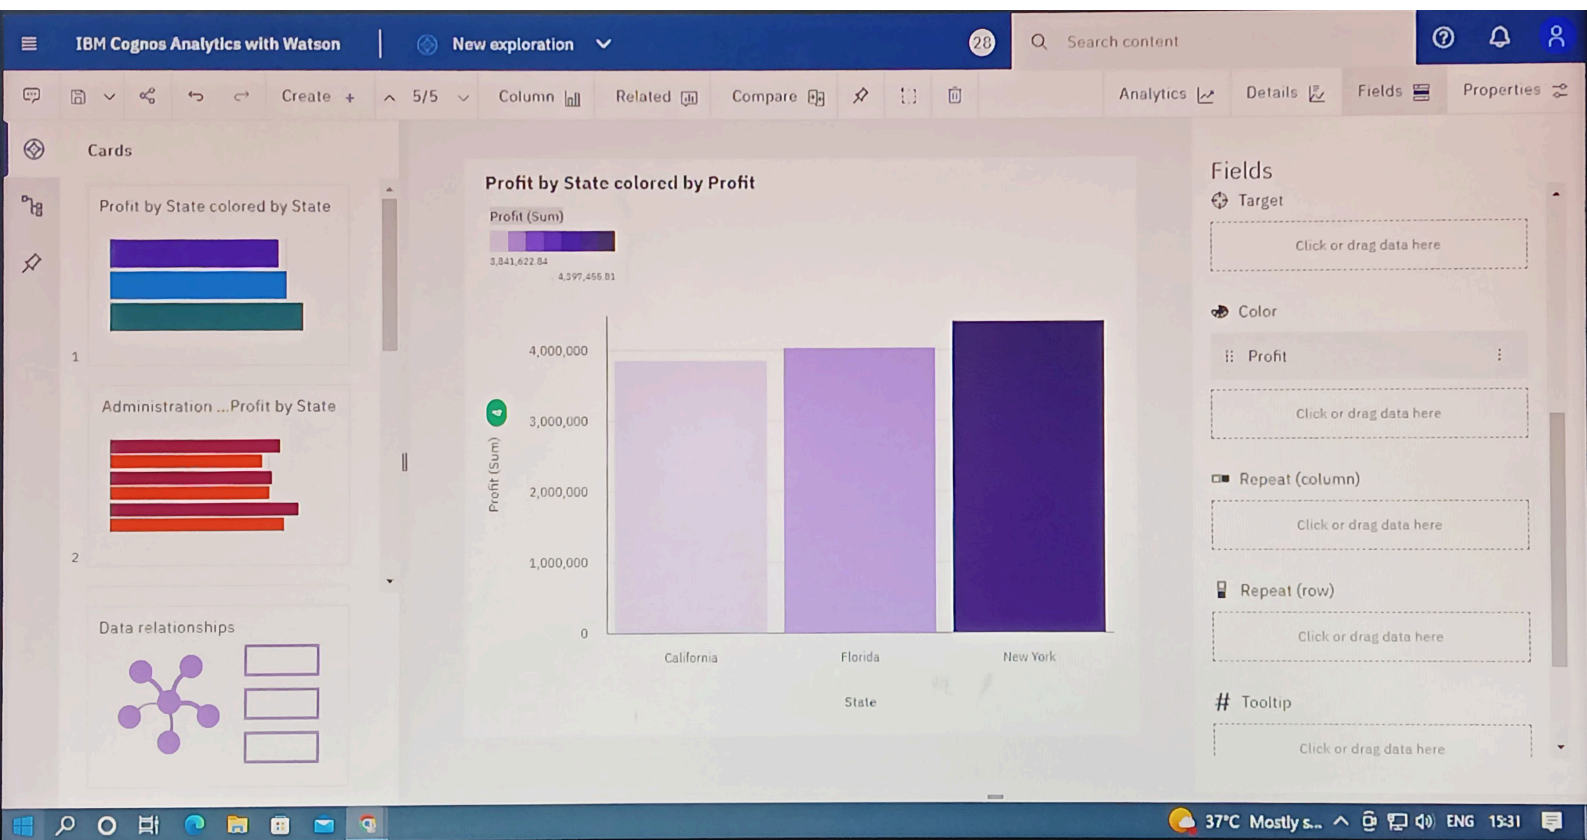 IBM Cognos Analytics with Watson
New exploration
28
Search content
Create +
5/5
Column
Related
Compare
Analytics
Details
Fields
Properties
Cards
Profit by State colored by State
1
Administration ...Profit by State
2
Data relationships
Profit by State colored by Profit
Profit (Sum)
3,841,622.84
4,397,455.81
4,000,000
3,000,000
2,000,000
1,000,000
0
4
Profit (Sum)
California
Florida
New York
State
Fields
Target
Click or drag data here
Color
Profit
Click or drag data here
Repeat (column)
Click or drag data here
Repeat (row)
Click or drag data here
# Tooltip
Click or drag data here
37°C Mostly s...
ENG
15:31